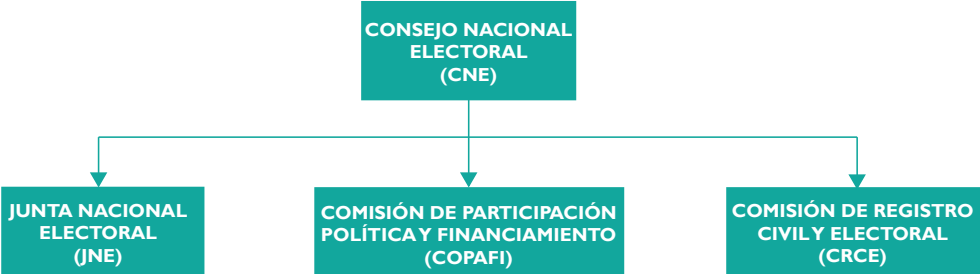 CONSEJO NACIONAL
ELECTORAL
(CNE)
JUNTA NACIONAL
ELECTORAL
(JNE)
COMISIÓN DE PARTICIPACIÓN
POLÍTICA Y FINANCIAMIENTO
(COPAFI)
COMISIÓN DE REGISTRO
CIVIL Y ELECTORAL
(CRCE)